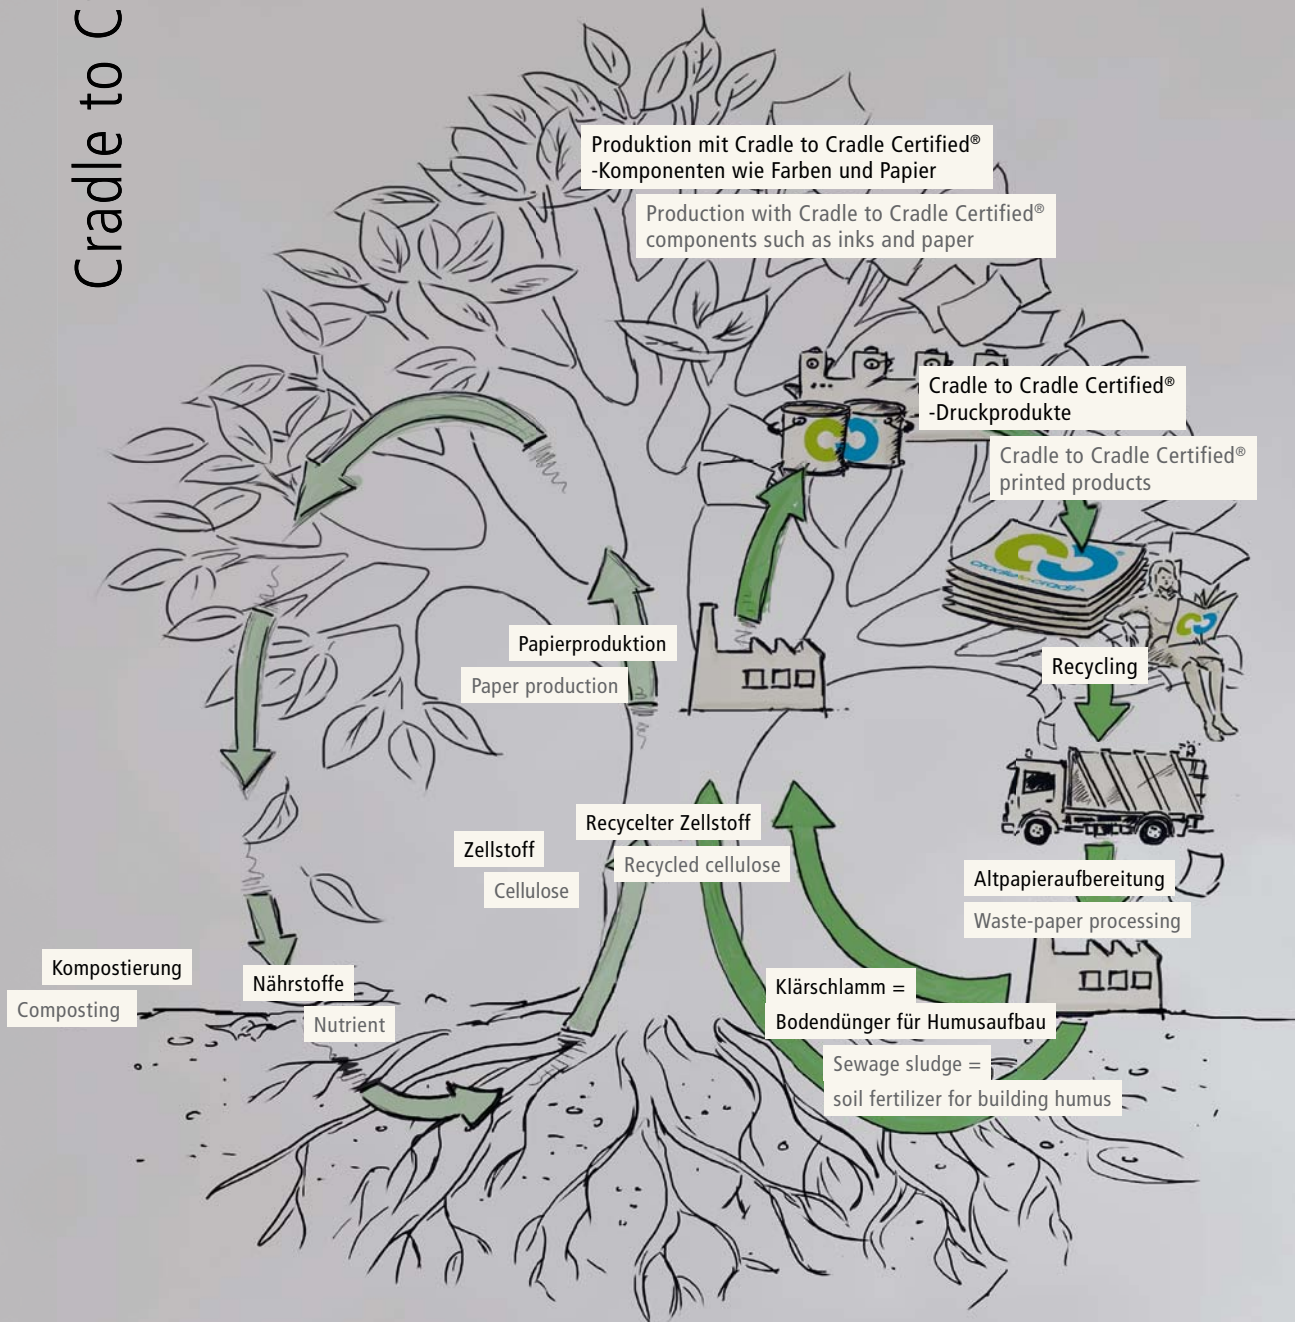 Cradle to C
Produktion mit Cradle to Cradle Certified®
-Komponenten wie Farben und Papier
Production with Cradle to Cradle Certified®
components such as inks and paper
Cradle to Cradle Certified®
-Druckprodukte
Cradle to Cradle Certified®
printed products
cradletocradle
Papierproduktion
Paper production
Recycling
Recycelter Zellstoff
Recycled cellulose
Zellstoff
Cellulose
Altpapieraufbereitung
Waste-paper processing
Kompostierung
Composting
Nährstoffe
Nutrient
Klärschlamm =
Bodendünger für Humusaufbau
Sewage sludge =
soil fertilizer for building humus